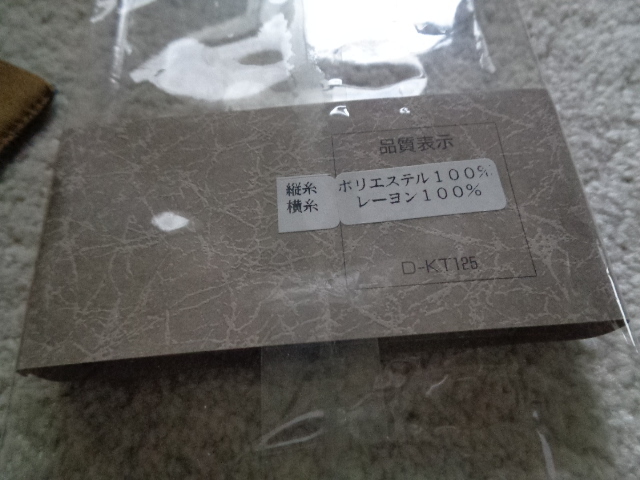 品質表示
縦糸 ポリエステル１００％
横糸 レーヨン１００％
D-KT125